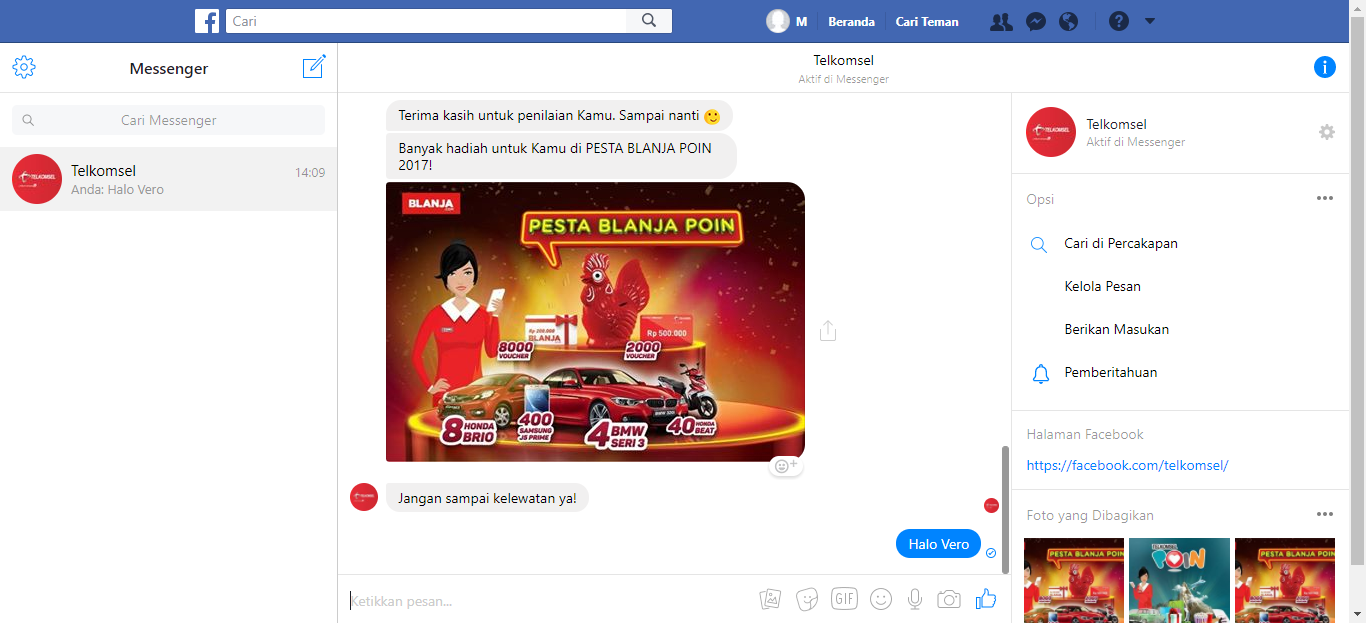 Cari
M
Beranda
Cari Teman
Messenger
Cari Messenger
Telkomsel
14:09
Anda: Halo Vero
Telkomsel
Aktif di Messenger
Terima kasih untuk penilaian Kamu. Sampai nanti
Banyak hadiah untuk Kamu di PESTA BLANJA POIN
2017!
BLANJA
.com
PESTA BLANJA POIN
Rp 200.000
BLANJA
Rp 500.000
8000
VOUCHER
2000
VOUCHER
8 HONDA
BRIO
400
SAMSUNG
J5 PRIME
4 BMW
SERI 3
40 HONDA
BEAT
Jangan sampai kelewatan ya!
Halo Vero
Ketikkan pesan...
GIF
Telkomsel
Aktif di Messenger
Opsi
Cari di Percakapan
Kelola Pesan
Berikan Masukan
Pemberitahuan
Halaman Facebook
https://facebook.com/telkomsel/
Foto yang Dibagikan
PESTA BLANJA POIN
TELKOMSEL
POIN
PESTA BLANJA POIN